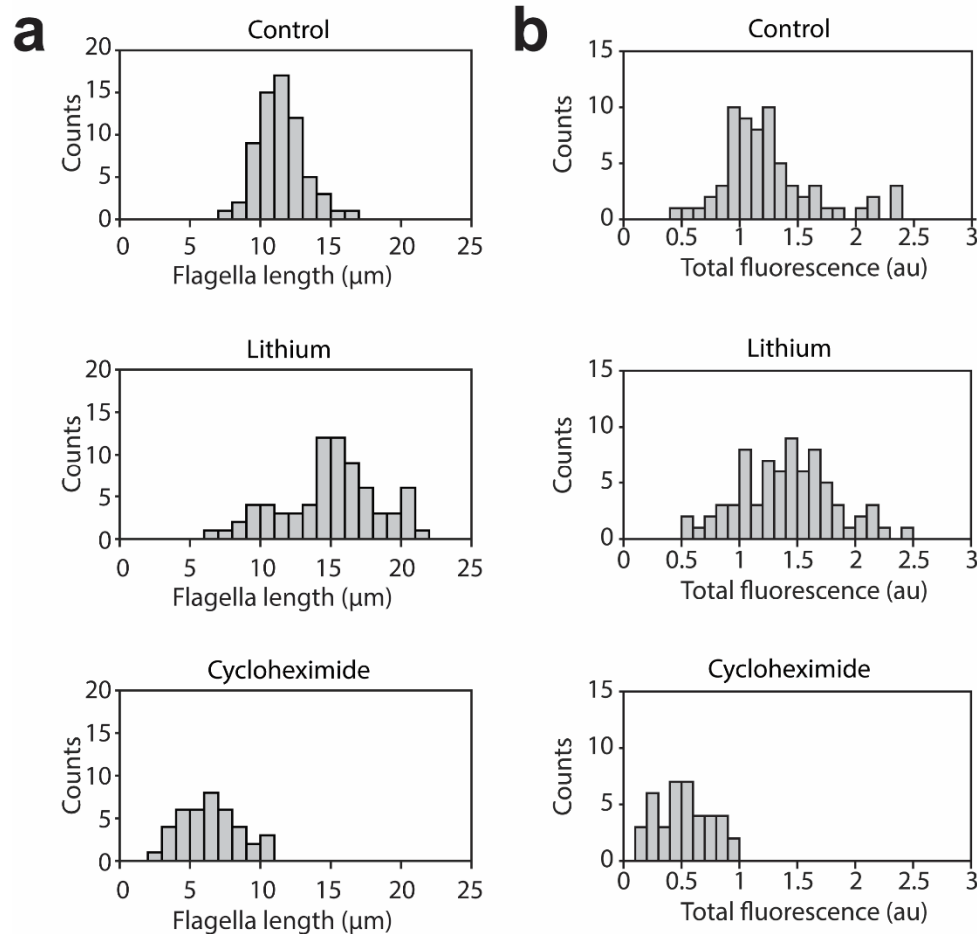 a
b
Control
20
15
10
5
0
Counts
0 5 10 15 20 25
Flagella length (μm)
Control
15
10
5
0
Counts
0 0.5 1 1.5 2 2.5 3
Total fluorescence (au)
Lithium
20
15
10
5
0
Counts
0 5 10 15 20 25
Flagella length (μm)
Lithium
15
10
5
0
Counts
0 0.5 1 1.5 2 2.5 3
Total fluorescence (au)
Cycloheximide
20
15
10
5
0
Counts
0 5 10 15 20 25
Flagella length (μm)
Cycloheximide
15
10
5
0
Counts
0 0.5 1 1.5 2 2.5 3
Total fluorescence (au)